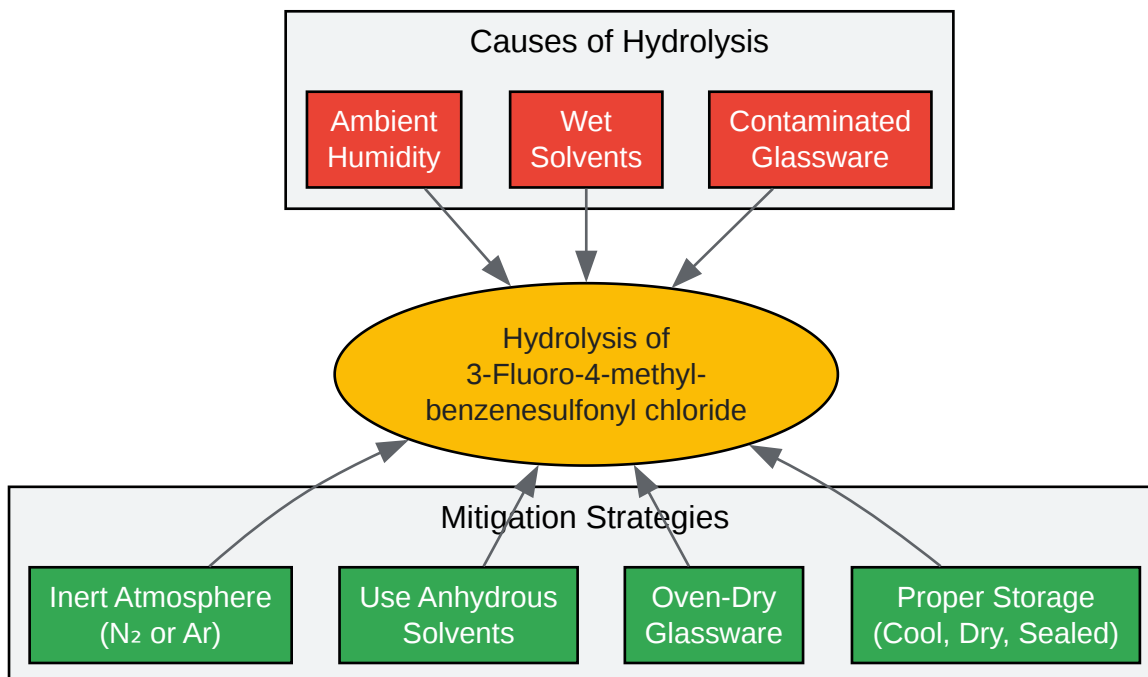 Causes of Hydrolysis
Ambient
Humidity
Wet
Solvents
Contaminated
Glassware
Hydrolysis of
3-Fluoro-4-methyl-
benzenesulfonyl chloride
Mitigation Strategies
Inert Atmosphere
(N₂ or Ar)
Use Anhydrous
Solvents
Oven-Dry
Glassware
Proper Storage
(Cool, Dry, Sealed)